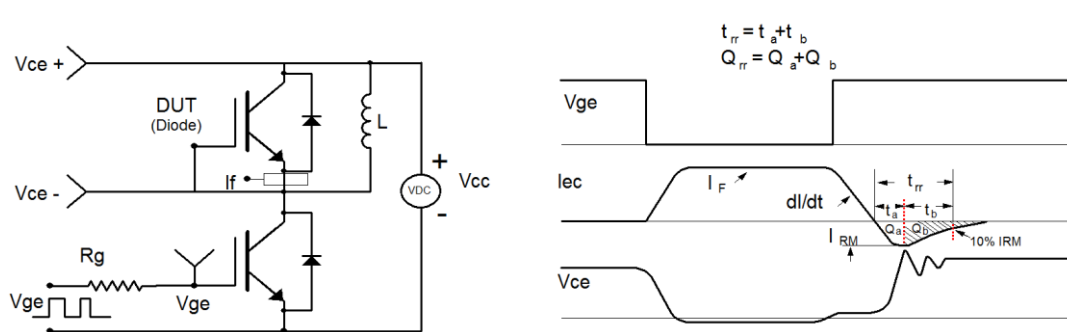 Vce +
DUT
(Diode)
L
If
Vce -
+
VDC
-
Vcc
Rg
Vge
Vge
t rr = t a+t b
Q rr = Q a+Q b
Vge
Iec
I F
dI/dt
t rr
t a
t b
Q a
Q b
I RM
10% IRM
Vce